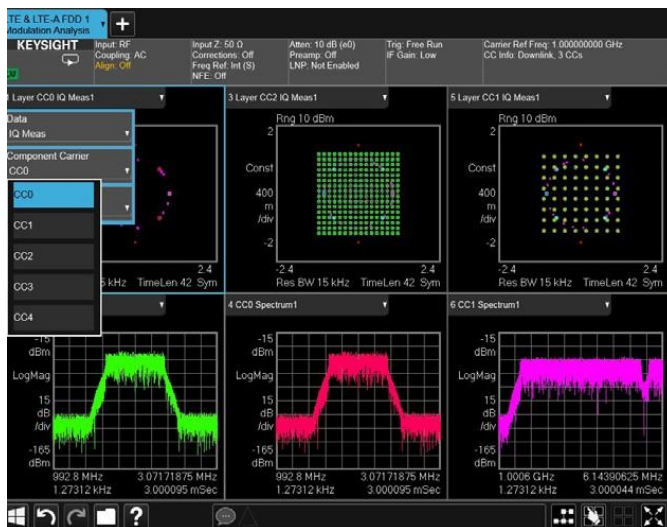 LTE & LTE-A FDD 1
Modulation Analysis
KEYSIGHT
Input: RF
Coupling: AC
Align: Off
Input Z: 50 Ω
Corrections: Off
Freq Ref: Int (S)
NFE: Off
Atten: 10 dB (e0)
Preamp: Off
LNP: Not Enabled
Trig: Free Run
IF Gain: Low
Carrier Ref Freq: 1.000000000 GHz
CC Info: Downlink, 3 CCs
1 Layer CC0 IQ Meas1
Data
IQ Meas
Component Carrier
CC0
CC0
CC1
CC2
CC3
CC4
2.4
5 kHz TimeLen 42 Sym
3 Layer CC2 IQ Meas1
Rng 10 dBm
2
Const
400
m
/div
-2
-2.4
2.4
Res BW 15 kHz TimeLen 42 Sym
5 Layer CC1 IQ Meas1
Rng 10 dBm
2
Const
400
m
/div
-2
-2.4
2.4
Res BW 15 kHz TimeLen 42 Sym
-15
dBm
LogMag
15
dB
/div
-165
dBm
992.8 MHz 3.07171875 MHz
1.27312 kHz 3.000095 mSec
4 CC0 Spectrum1
-15
dBm
LogMag
15
dB
/div
-165
dBm
992.8 MHz 3.07171875 MHz
1.27312 kHz 3.000095 mSec
6 CC1 Spectrum1
-15
dBm
LogMag
15
dB
/div
-165
dBm
1.0006 GHz 6.14390625 MHz
1.27312 kHz 3.000044 mSec